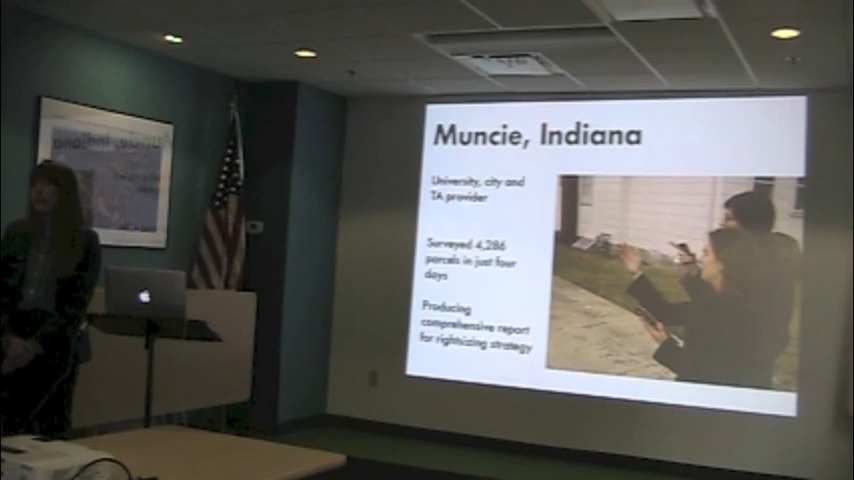 Muncie, Indiana
University, city and
TA provider
Surveyed 4,286
parcels in just four
days
Producing
comprehensive report
for rightsizing strategy